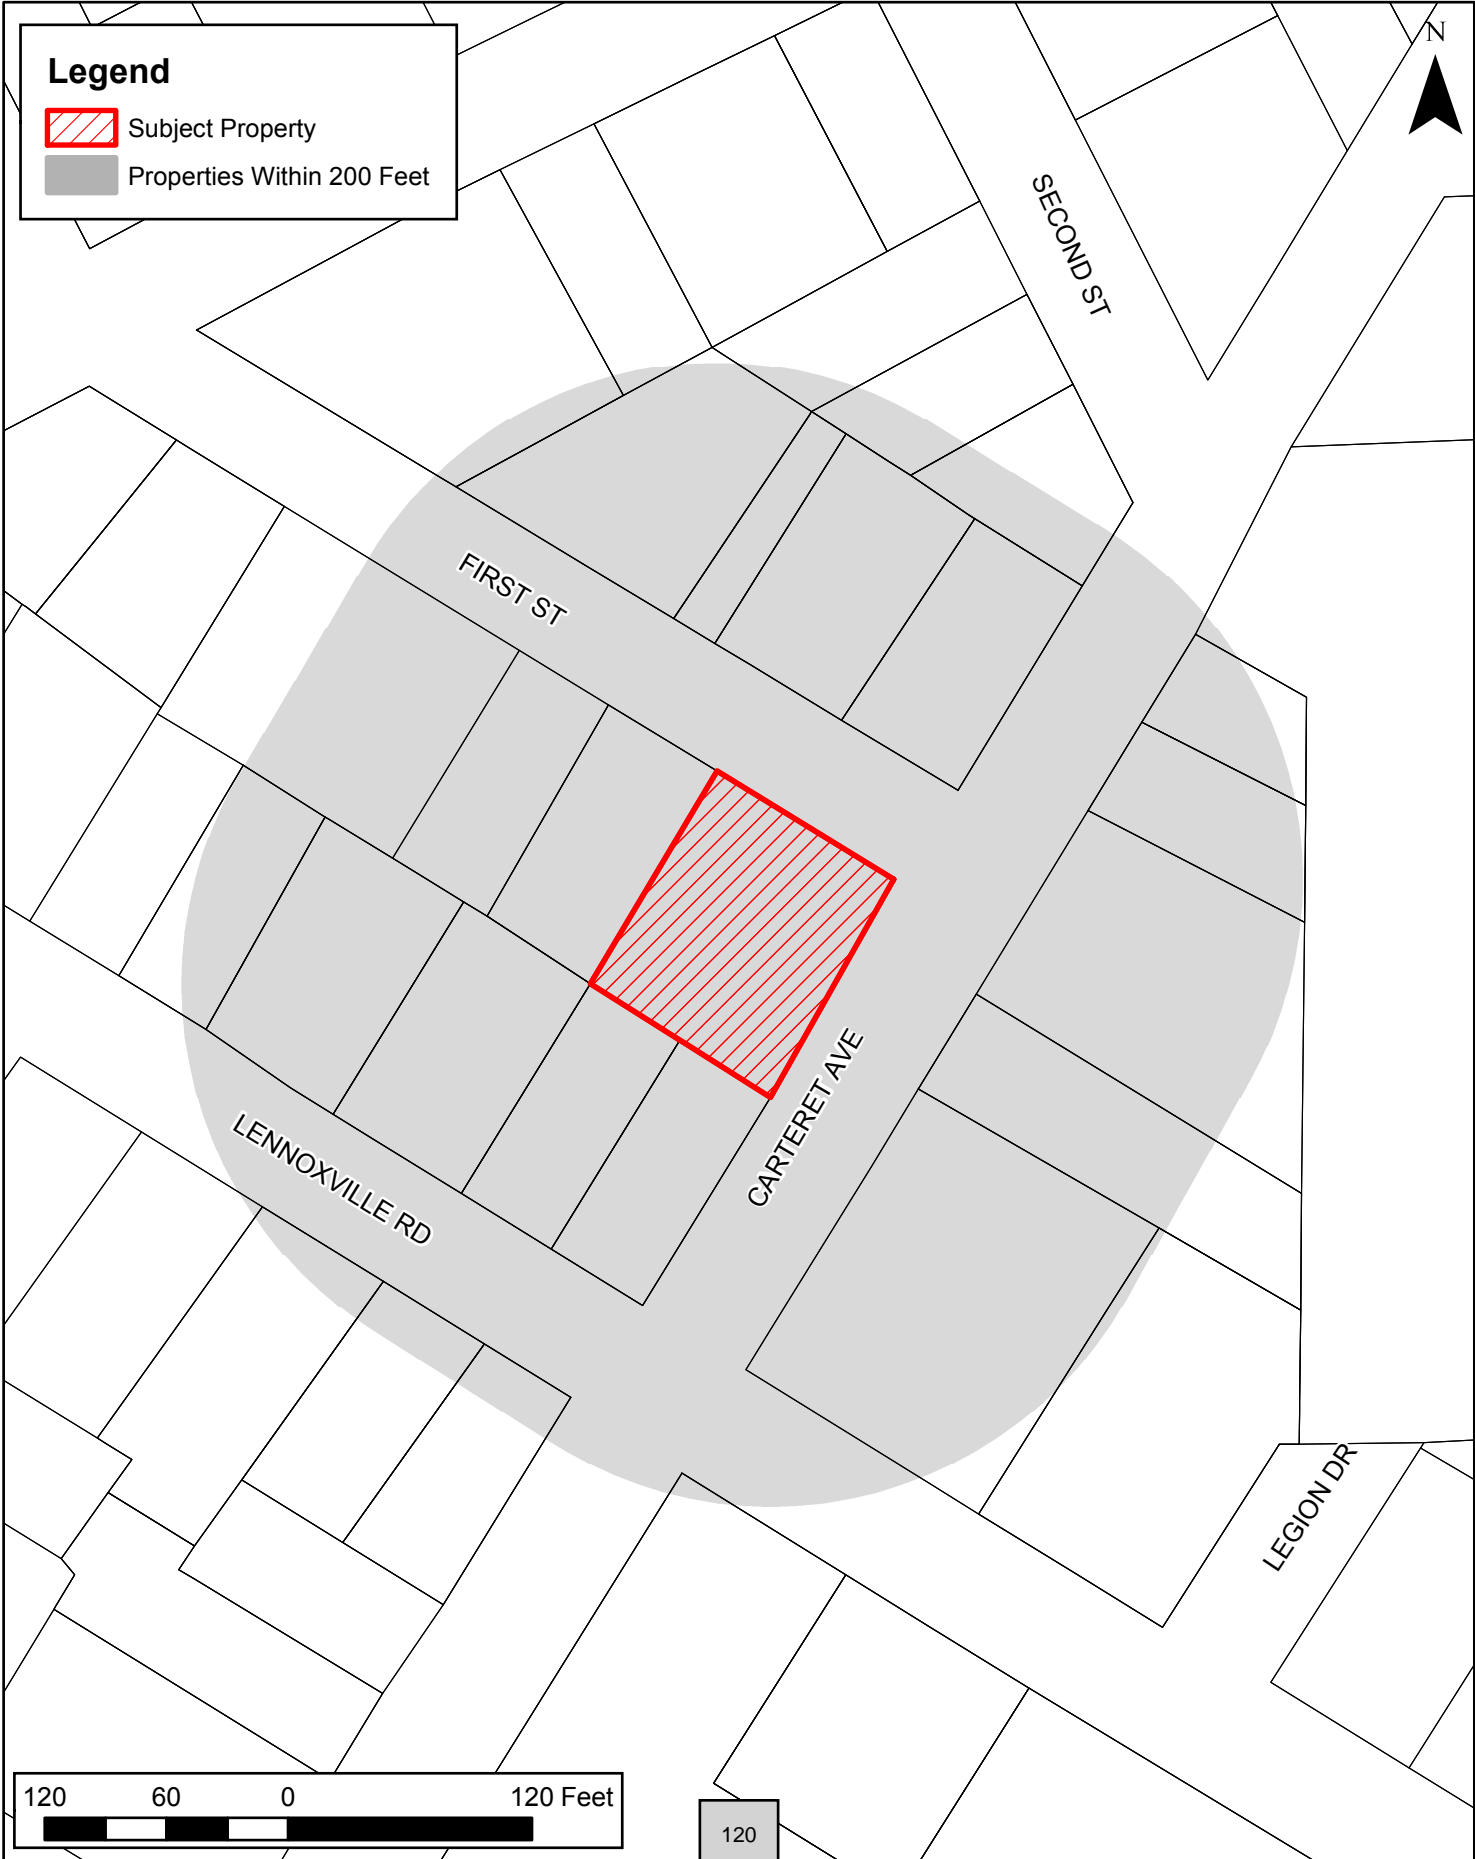 Legend
Subject Property
Properties Within 200 Feet
N
SECOND ST
FIRST ST
CARTERET AVE
LENNOXVILLE RD
LEGION DR
120 60 0 120 Feet
120